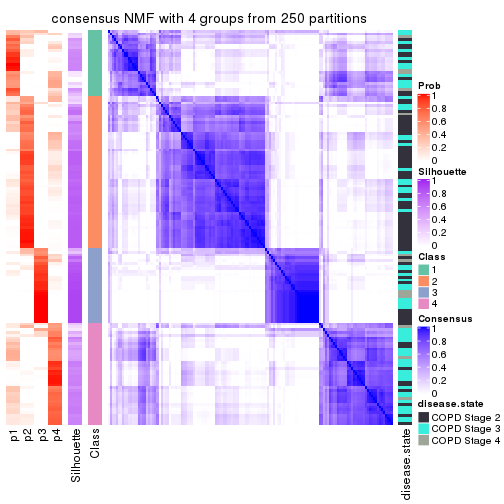 consensus NMF with 4 groups from 250 partitions
Prob
1
0.8
0.6
0.4
0.2
0
Silhouette
1
0.8
0.6
0.4
0.2
0
Class
1
2
3
4
Consensus
1
0.8
0.6
0.4
0.2
0
disease.state
COPD Stage 2
COPD Stage 3
COPD Stage 4
p1
p2
p3
p4
Silhouette
Class
disease.state